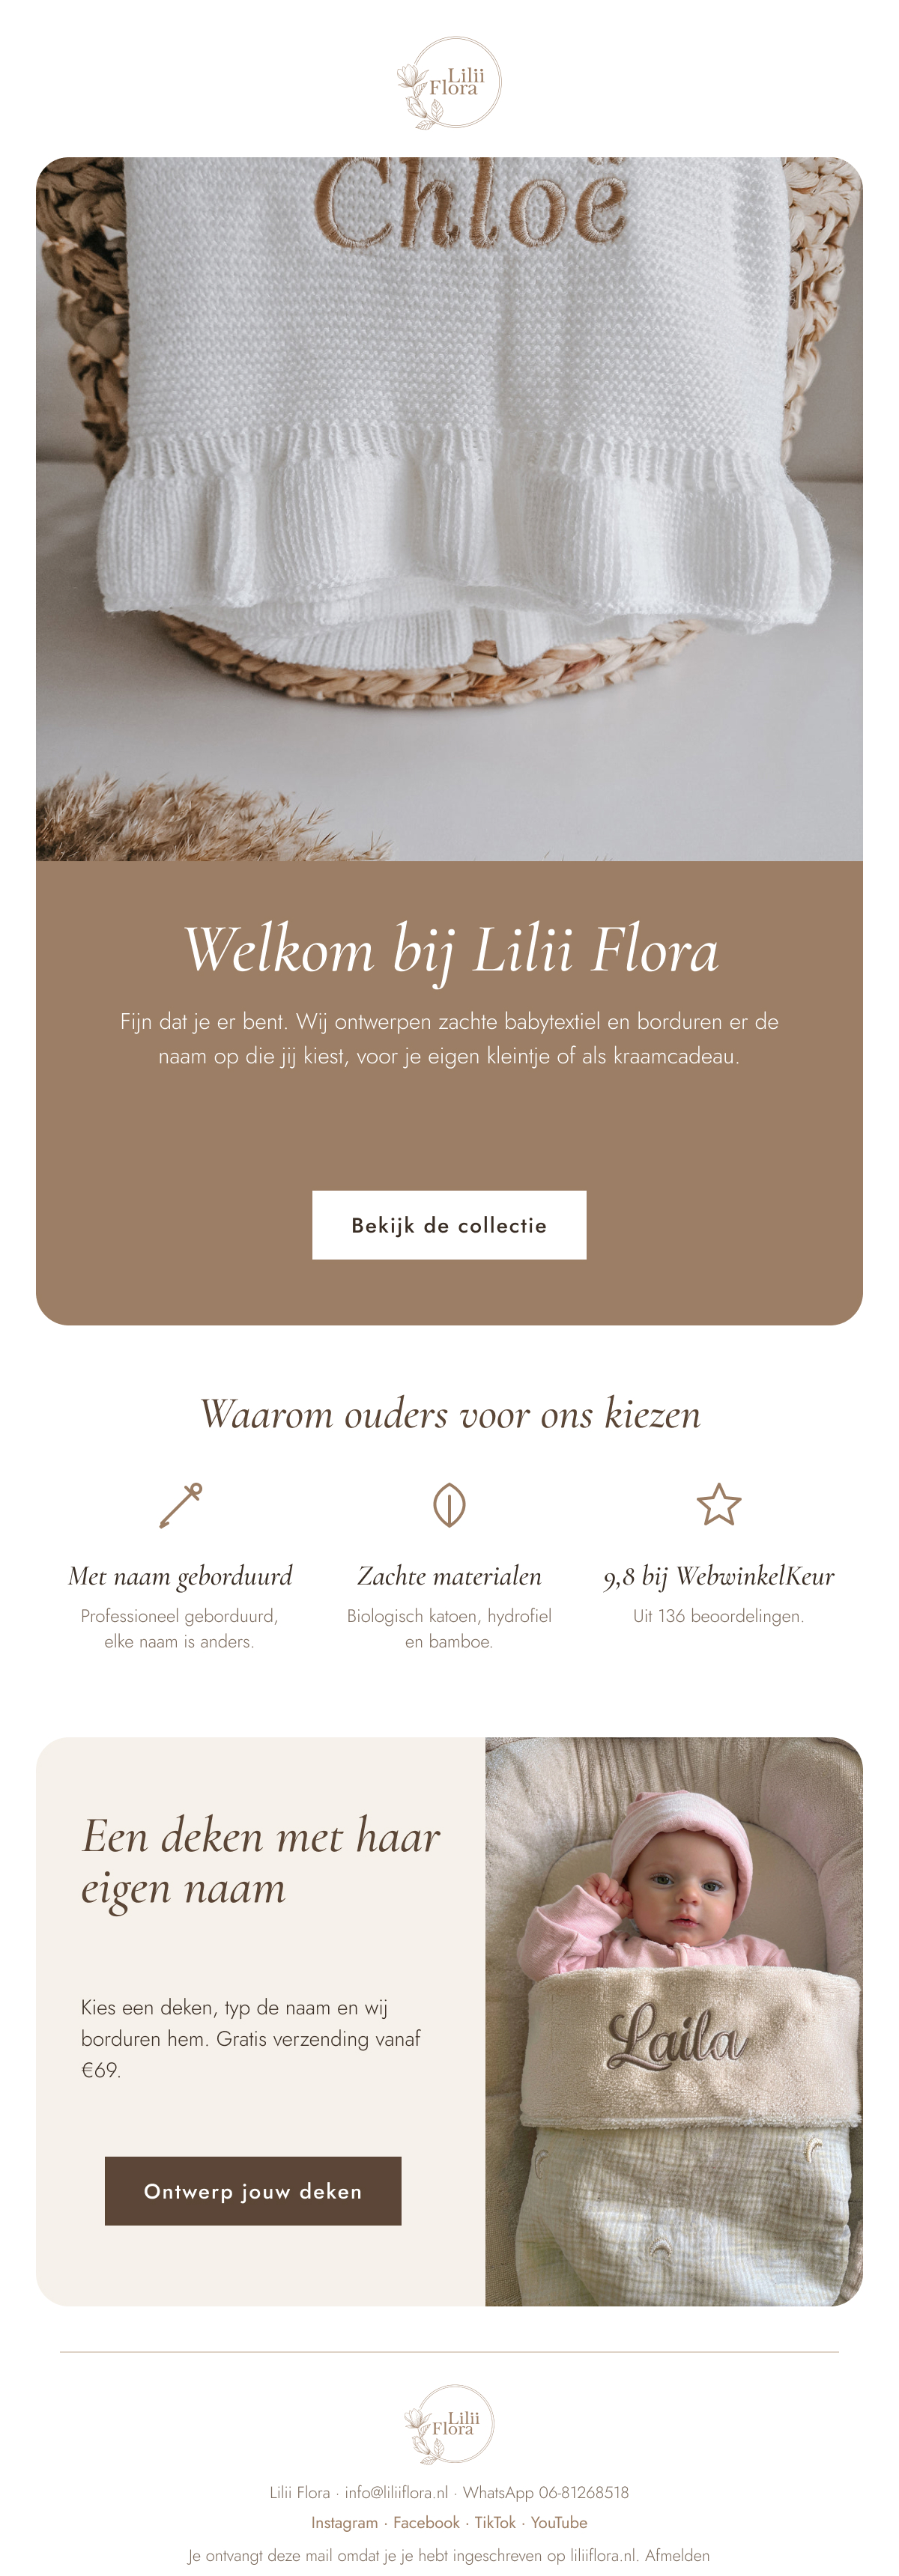 Lilii
Flora
Chloë
Welkom bij Lilii Flora
Fijn dat je er bent. Wij ontwerpen zachte babytextiel en borduren er de
naam op die jij kiest, voor je eigen kleintje of als kraamcadeau.
Bekijk de collectie
Waarom ouders voor ons kiezen
Met naam geborduurd
Professioneel geborduurd,
elke naam is anders.
Zachte materialen
Biologisch katoen, hydrofiel
en bamboe.
9,8 bij WebwinkelKeur
Uit 136 beoordelingen.
Een deken met haar
eigen naam
Kies een deken, typ de naam en wij
borduren hem. Gratis verzending vanaf
€69.
Ontwerp jouw deken
Laila
Lilii
Flora
Lilii Flora · info@liliiflora.nl · WhatsApp 06-81268518
Instagram · Facebook · TikTok · YouTube
Je ontvangt deze mail omdat je je hebt ingeschreven op liliiflora.nl. Afmelden